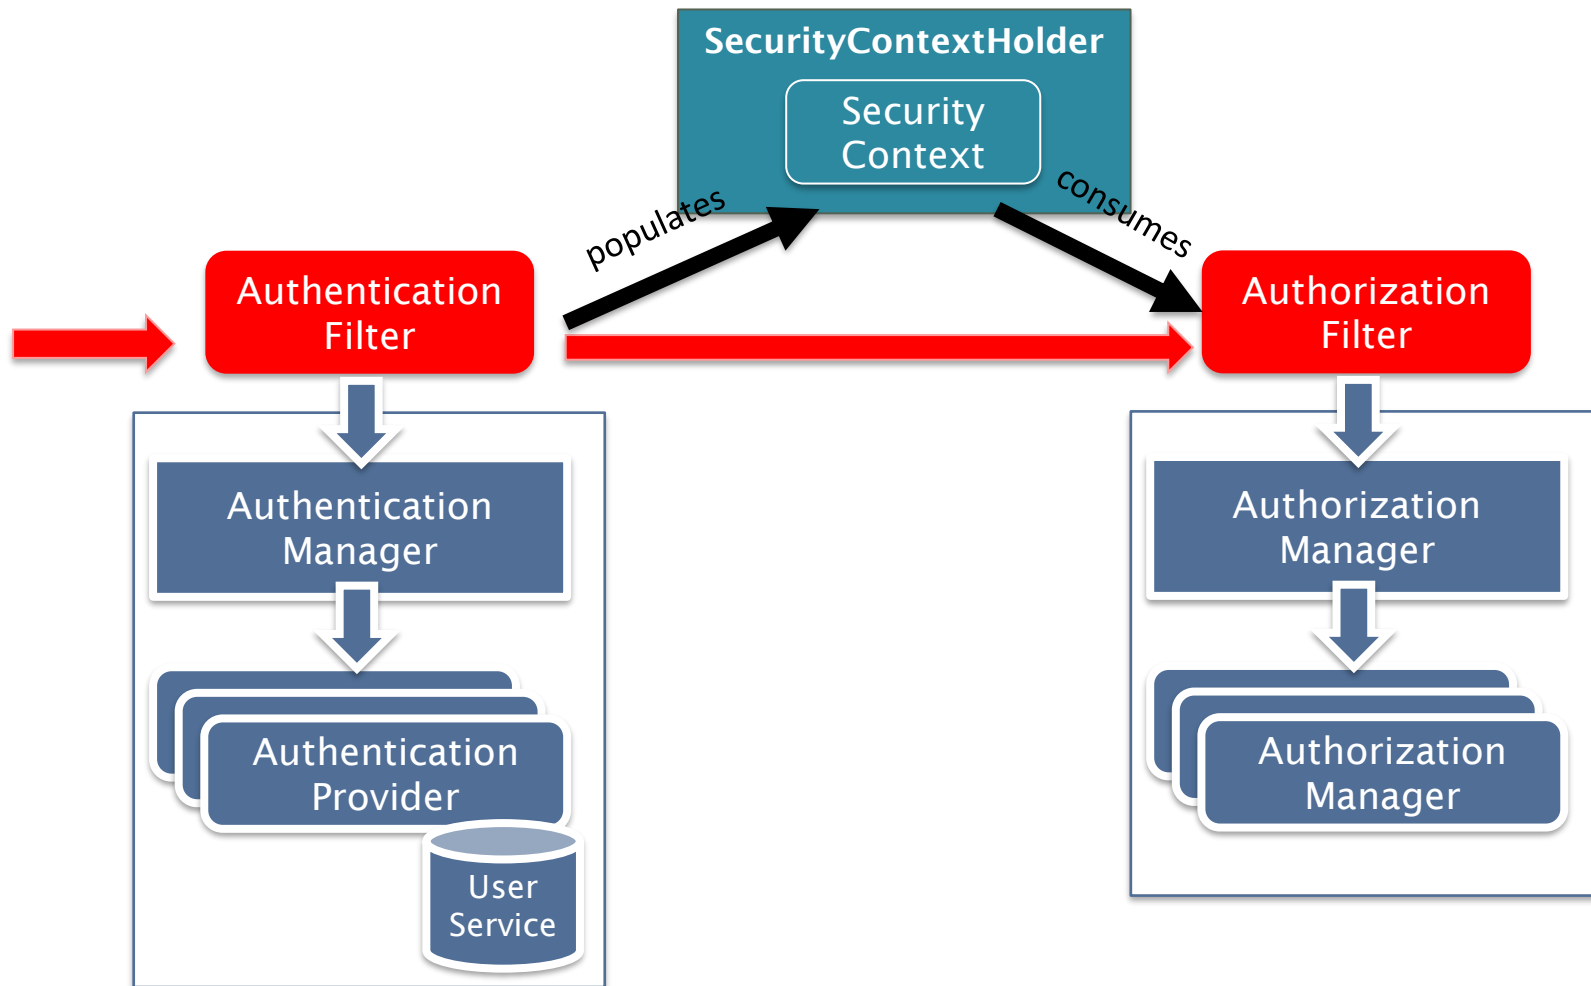 SecurityContextHolder
Security
Context
populates
consumes
Authentication
Filter
Authorization
Filter
Authentication
Manager
Authorization
Manager
Authentication
Provider
Authorization
Manager
User
Service